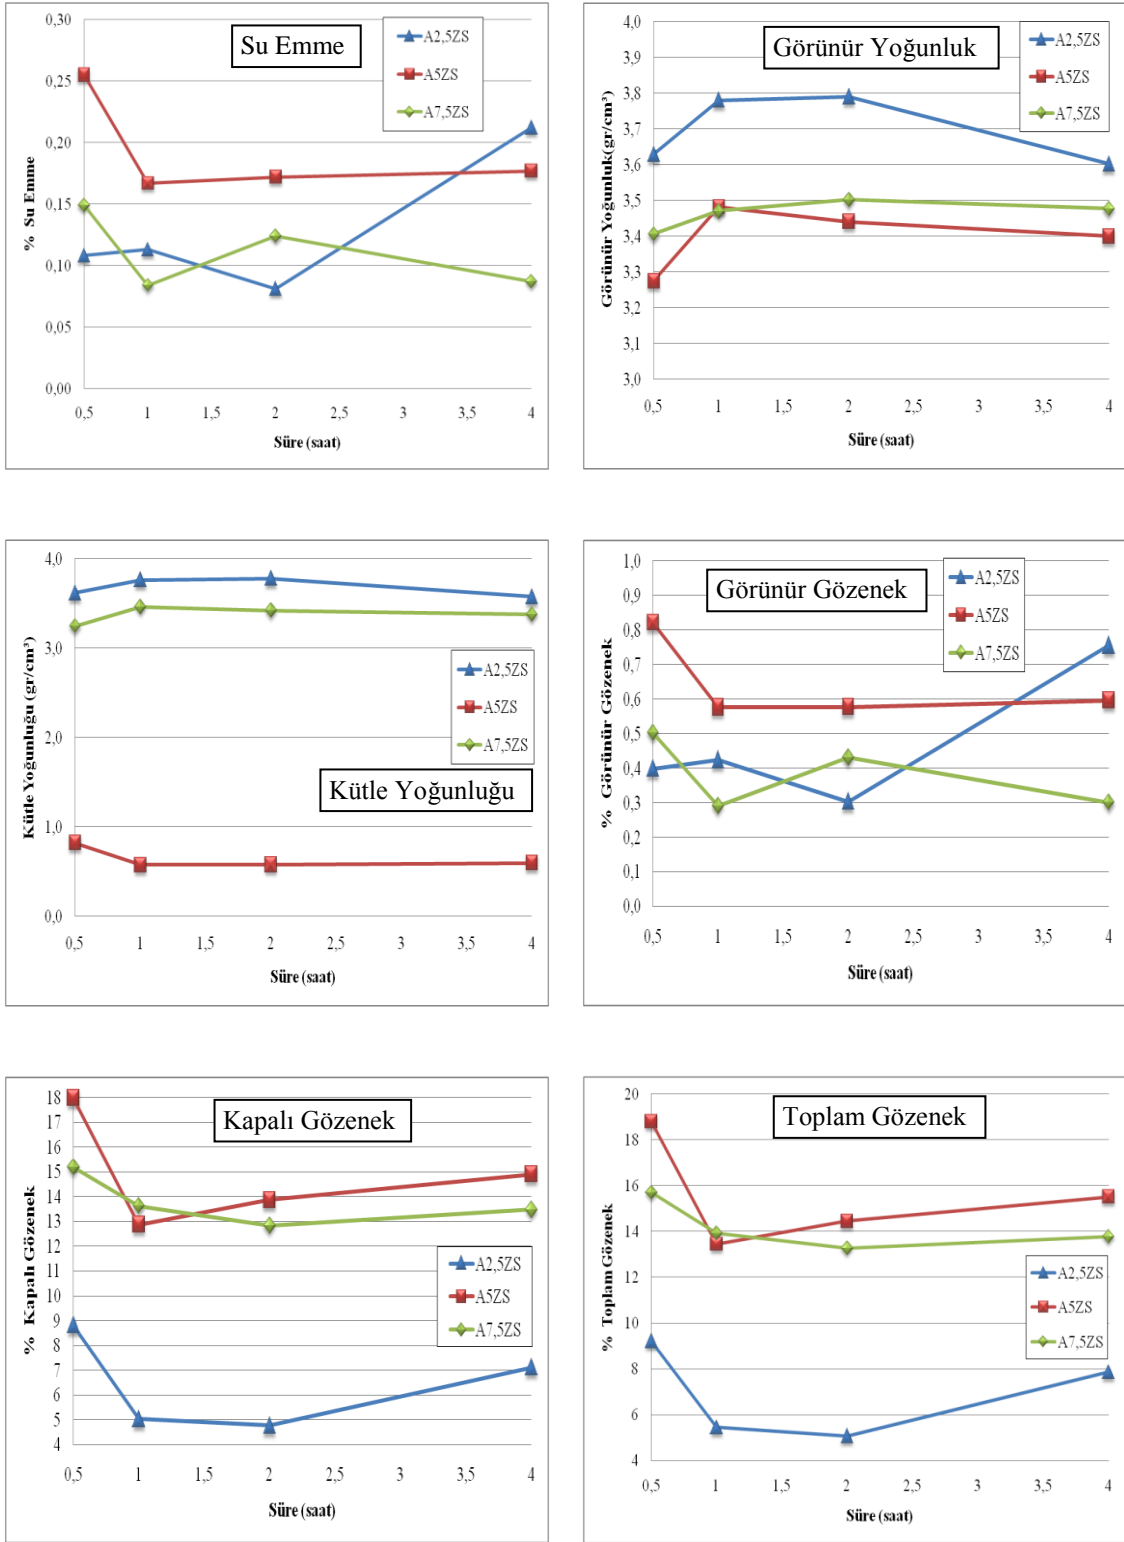 Su Emme
A2,5ZS
A5ZS
A7,5ZS
0,30
0,25
0,20
0,15
0,10
0,05
0,00
% Su Emme
0,5 1 1,5 2 2,5 3 3,5 4
Süre (saat)
Görünür Yoğunluk
A2,5ZS
A5ZS
A7,5ZS
4,0
3,9
3,8
3,7
3,6
3,5
3,4
3,3
3,2
3,1
3,0
Görünür Yoğunluk(gr/cm³)
0,5 1 1,5 2 2,5 3 3,5 4
Süre (saat)
4,0
3,0
2,0
1,0
0,0
Kütle Yoğunluğu (gr/cm³)
A2,5ZS
A5ZS
A7,5ZS
Kütle Yoğunluğu
0,5 1 1,5 2 2,5 3 3,5 4
Süre (saat)
Görünür Gözenek
A2,5ZS
A5ZS
A7,5ZS
1,0
0,9
0,8
0,7
0,6
0,5
0,4
0,3
0,2
0,1
0,0
% Görünür Gözenek
0,5 1 1,5 2 2,5 3 3,5 4
Süre (saat)
Kapalı Gözenek
18
17
16
15
14
13
12
11
10
9
8
7
6
5
4
% Kapalı Gözenek
A2,5ZS
A5ZS
A7,5ZS
0,5 1 1,5 2 2,5 3 3,5 4
Süre (saat)
Toplam Gözenek
20
18
16
14
12
10
8
6
4
% Toplam Gözenek
A2,5ZS
A5ZS
A7,5ZS
0,5 1 1,5 2 2,5 3 3,5 4
Süre (saat)